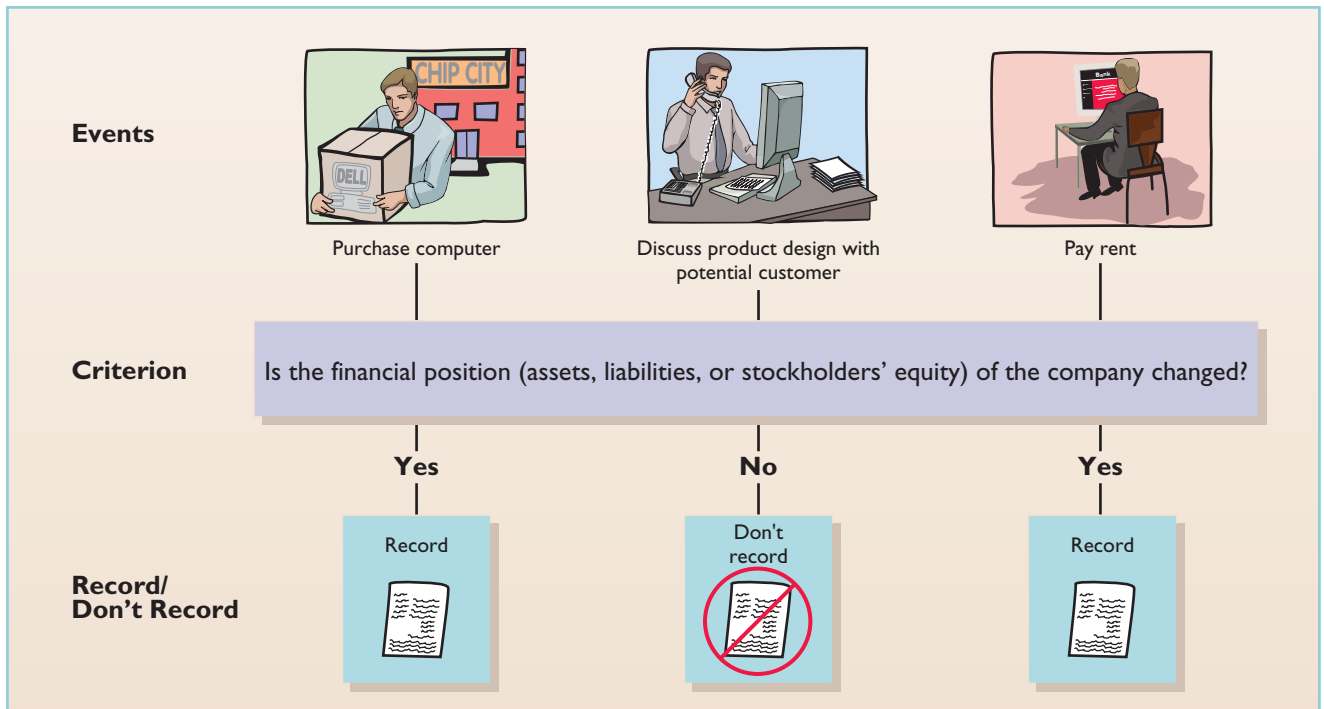 Events
CHIP CITY
DELL
Bank
Purchase computer
Discuss product design with
potential customer
Pay rent
Criterion
Is the financial position (assets, liabilities, or stockholders’ equity) of the company changed?
Yes
No
Yes
Record/
Don’t Record
Record
Don't
record
Record